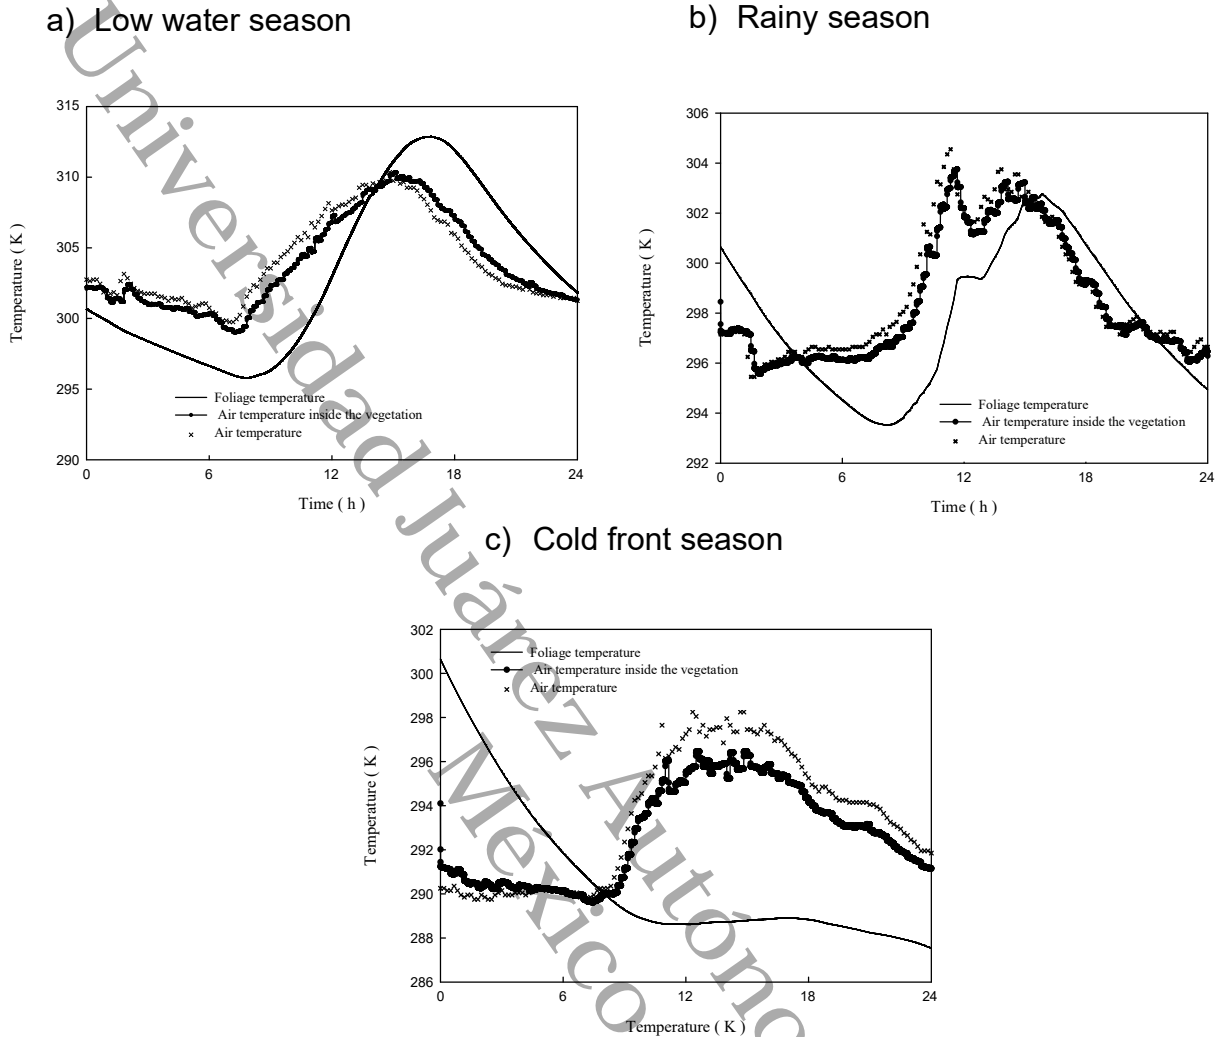 a) Low water season
315
310
305
300
295
290
0 6 12 18 24
Temperature ( K )
Time ( h )
Foliage temperature
Air temperature inside the vegetation
Air temperature
b) Rainy season
306
304
302
300
298
296
294
292
0 6 12 18 24
Temperature ( K )
Time ( h )
Foliage temperature
Air temperature inside the vegetation
Air temperature
c) Cold front season
302
300
298
296
294
292
290
288
286
0 6 12 18 24
Temperature ( K )
Temperature ( K )
Foliage temperature
Air temperature inside the vegetation
Air temperature
Universidad Juárez Autóno
México